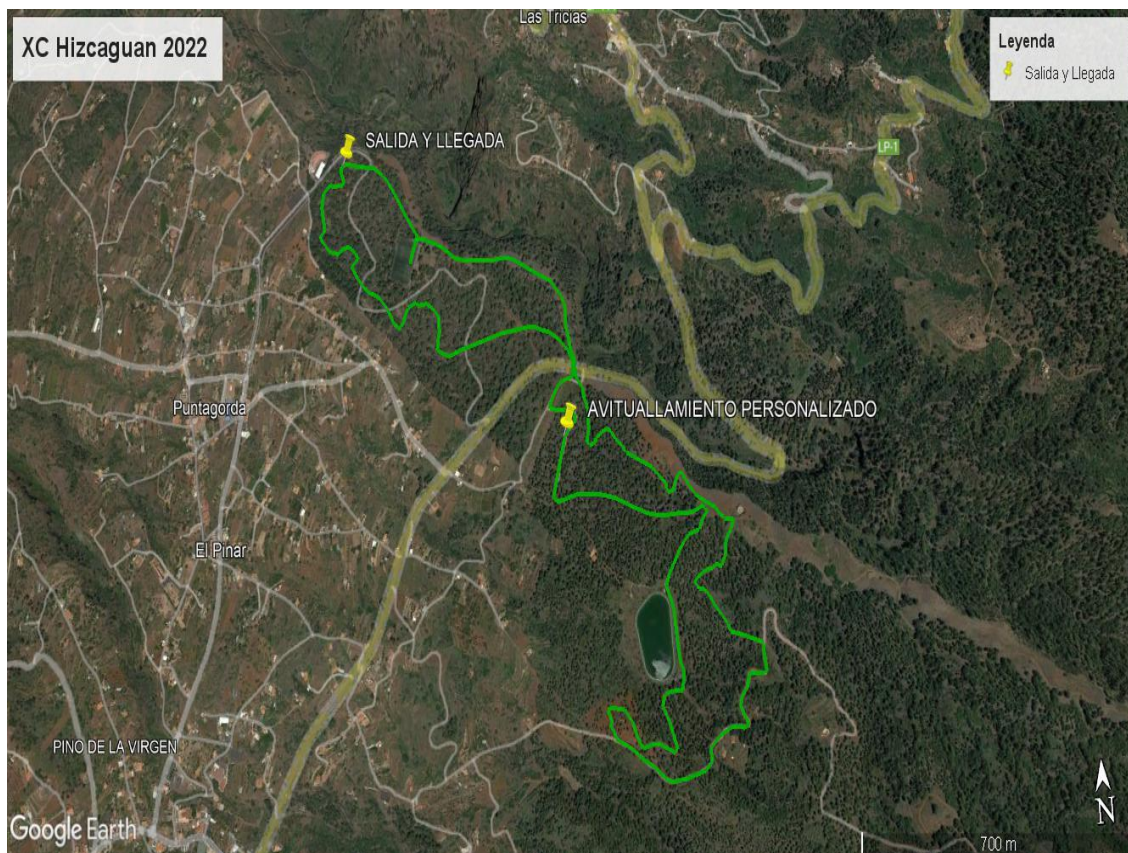 XC Hizcaguan 2022
Las Tricias
Leyenda
Salida y Llegada
SALIDA Y LLEGADA
LP-1
Puntagorda
AVITUALLAMIENTO PERSONALIZADO
El Pinar
PINO DE LA VIRGEN
Google Earth
N
700 m